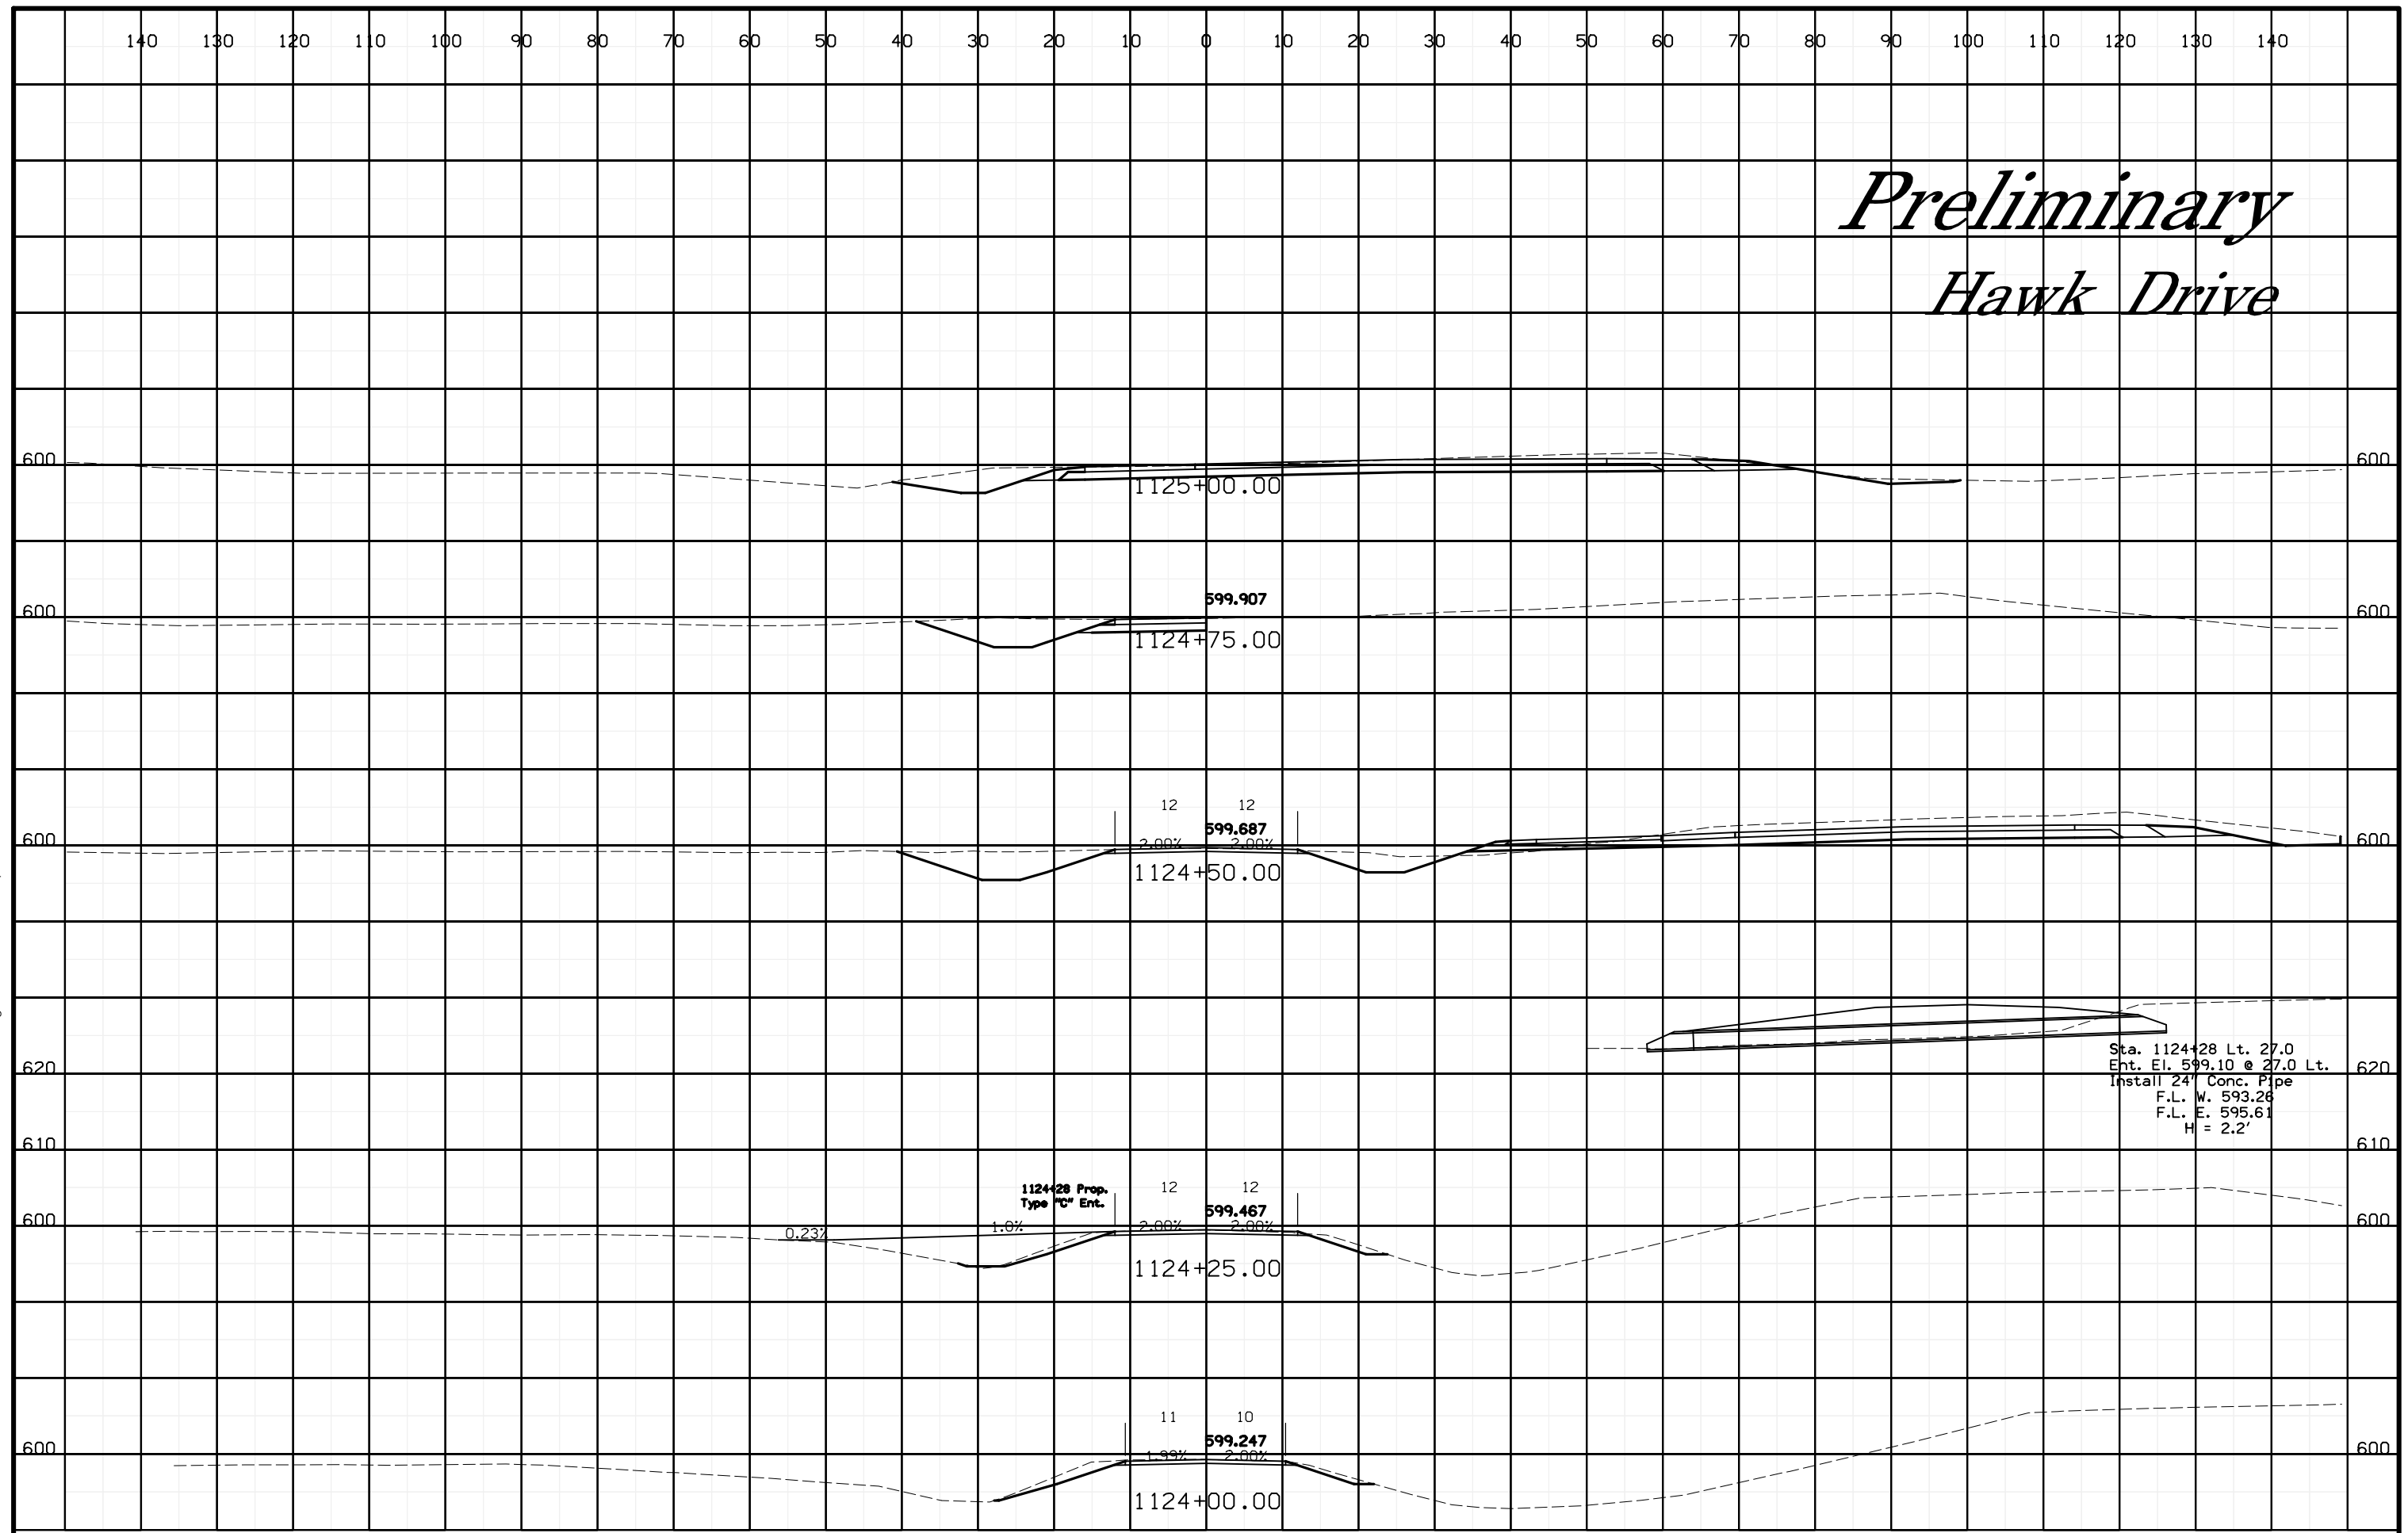 140 130 120 110 100 90 80 70 60 50 40 30 20 10 0 10 20 30 40 50 60 70 80 90 100 110 120 130 140
Preliminary
Hawk Drive
600 600
1125+00.00
599.907
600 600
1124+75.00
12 12
599.687
600 2.00% 2.00% 600
1124+50.00
Sta. 1124+28 Lt. 27.0
620 Ent. El. 599.10 @ 27.0 Lt. 620
Install 24" Conc. Pipe
F.L. W. 593.26
F.L. E. 595.61
H = 2.2'
610 610
1124+28 Prop. 12 12
Type "C" Ent.
599.467
600 0.23% 1.0% 2.00% 2.00% 600
1124+25.00
11 10
599.247
600 1.99% 2.00% 600
1124+00.00